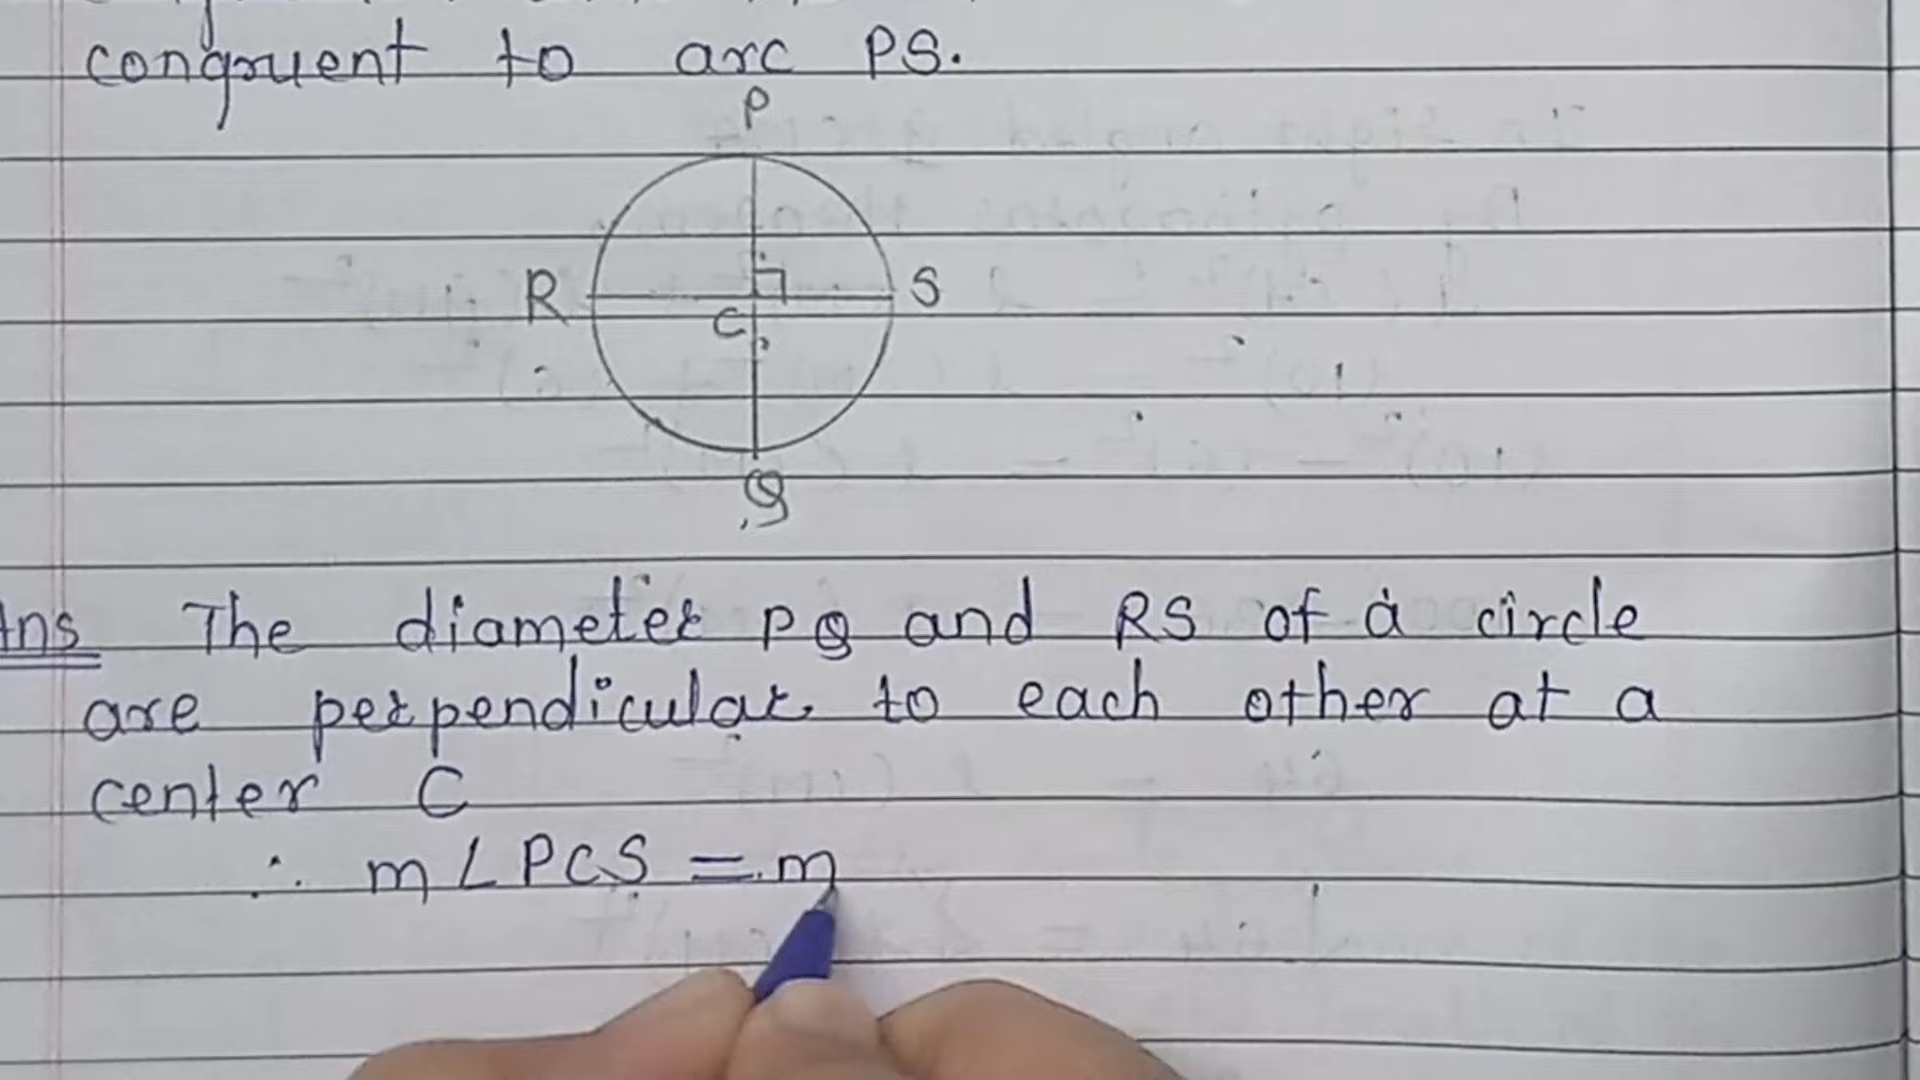 congruent to arc PS.
P
R
S
C
Q
Ans The diameter PQ and RS of a circle
are perpendicular to each other at a
center C
∴ m∠PCS = m